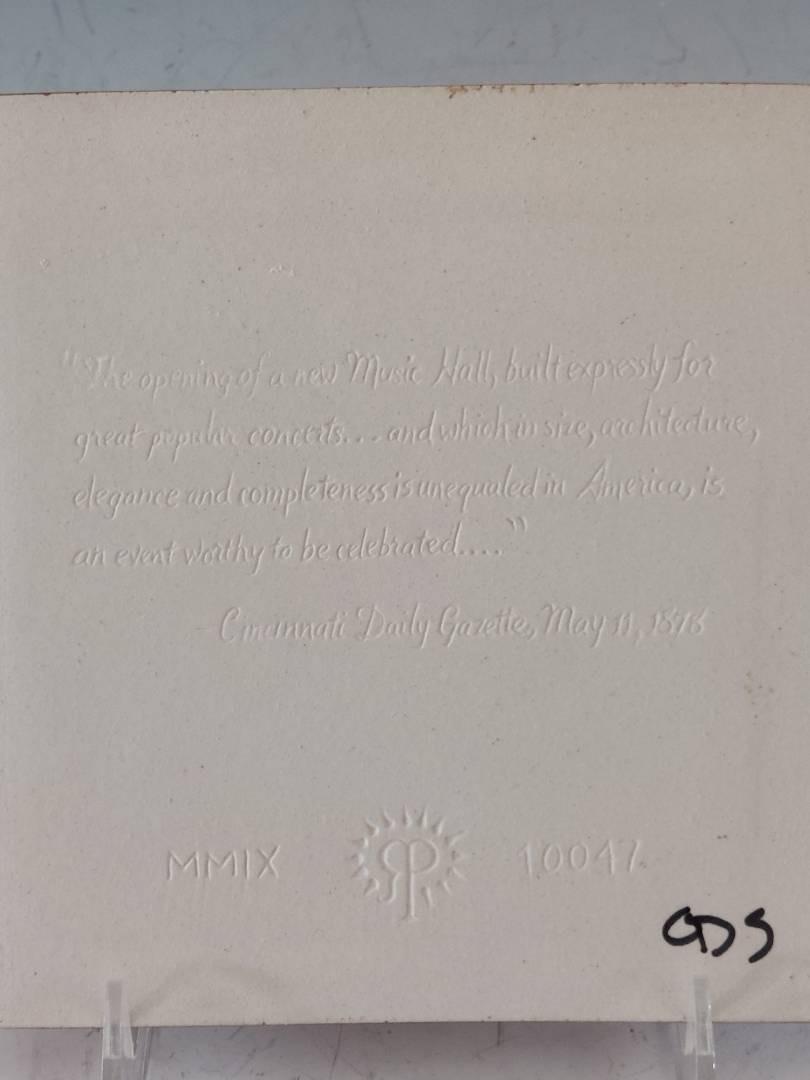 "The opening of a new Music Hall, built expressly for
great popular concerts... and which in size, architecture,
elegance and completeness is unequaled in America, is
an event worthy to be celebrated...."
Cincinnati Daily Gazette, May 11, 1878
MMIX RP 10047